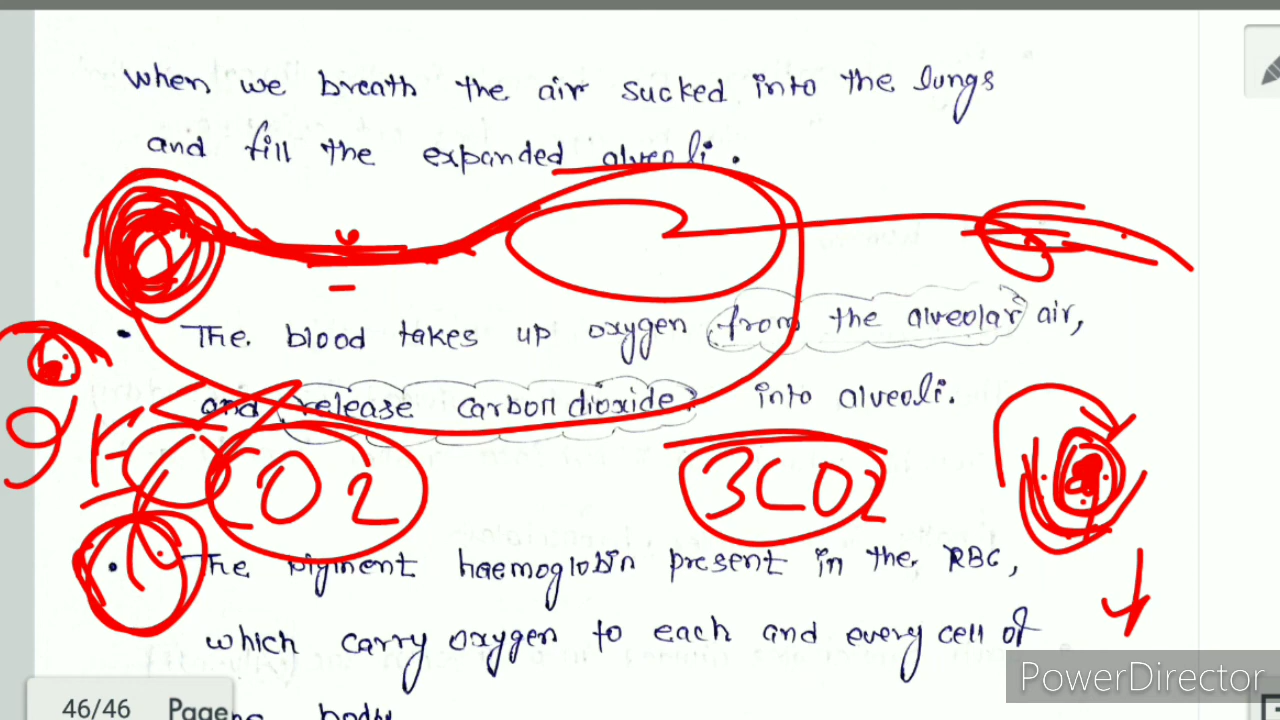 when we breath the air sucked into the lungs
and fill the expanded alveoli.
• The blood takes up oxygen from the alveolar air,
and release carbon dioxide into alveoli.
CO2 3CO2
• The pigment haemoglobin present in the RBC,
which carry oxygen to each and every cell of
body
PowerDirector
46/46 Page